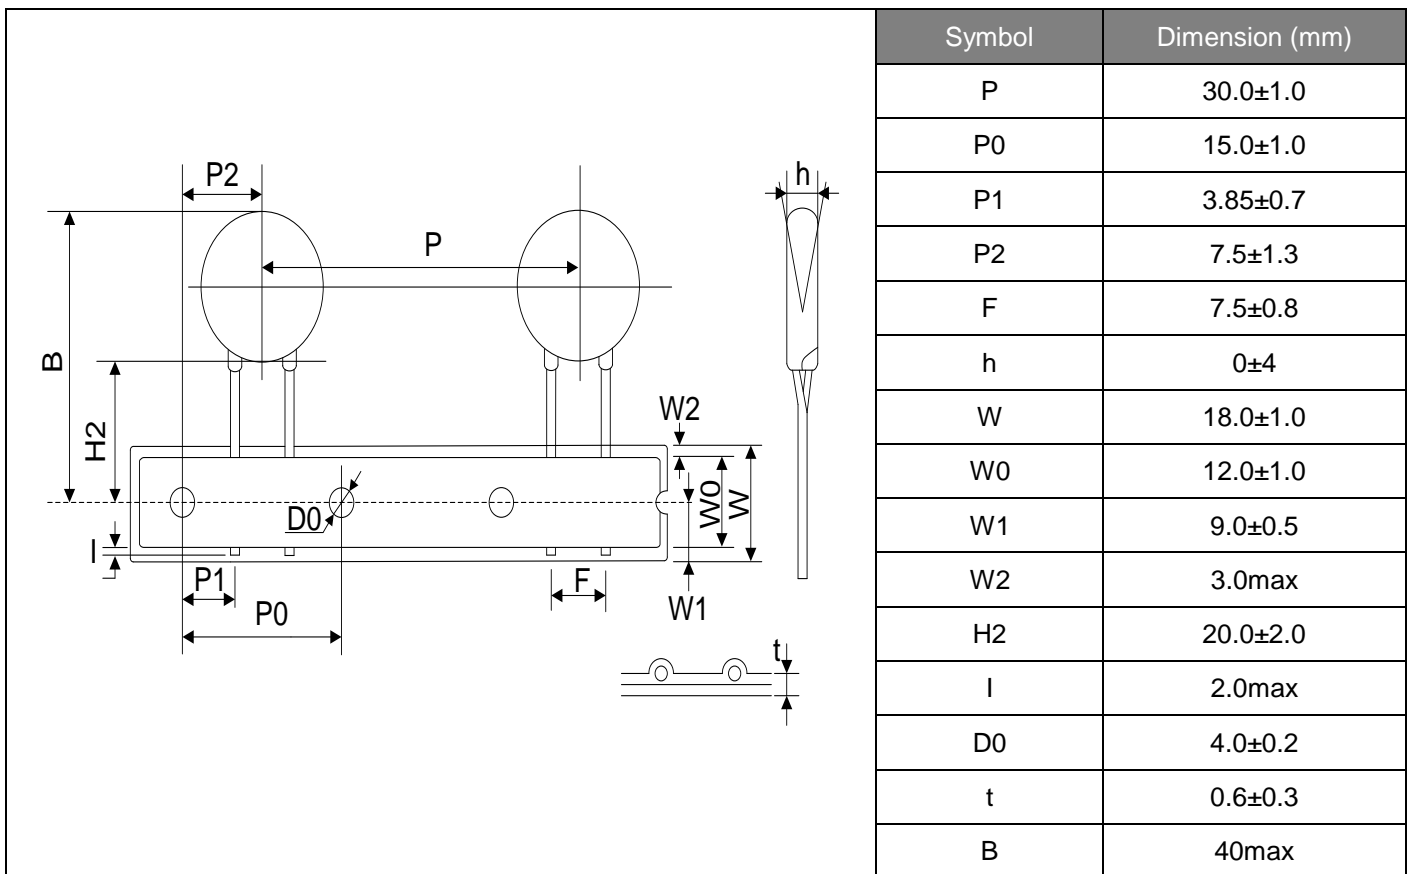 P2
h
P
B
H2
W2
W0
W
D0
l
P1
F
W1
P0
t
Symbol Dimension (mm)
P 30.0±1.0
P0 15.0±1.0
P1 3.85±0.7
P2 7.5±1.3
F 7.5±0.8
h 0±4
W 18.0±1.0
W0 12.0±1.0
W1 9.0±0.5
W2 3.0max
H2 20.0±2.0
l 2.0max
D0 4.0±0.2
t 0.6±0.3
B 40max